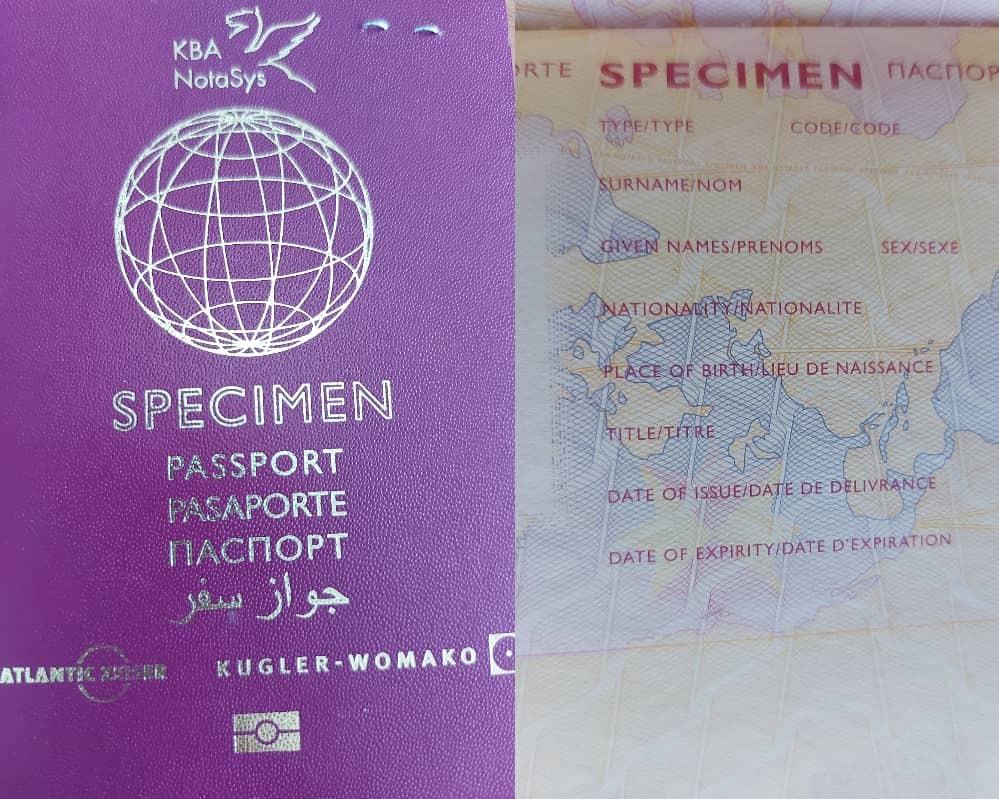 KBA
NotaSys
SPECIMEN
PASSPORT
PASAPORTE
ПАСПОРТ
جواز سفر
ATLANTIC ZEISER
KUGLER-WOMAKO
ORTE SPECIMEN ПАСПОР
TYPE/TYPE CODE/CODE
SURNAME/NOM
GIVEN NAMES/PRENOMS SEX/SEXE
NATIONALITY/NATIONALITE
PLACE OF BIRTH/LIEU DE NAISSANCE
TITLE/TITRE
DATE OF ISSUE/DATE DE DELIVRANCE
DATE OF EXPIRITY/DATE D'EXPIRATION